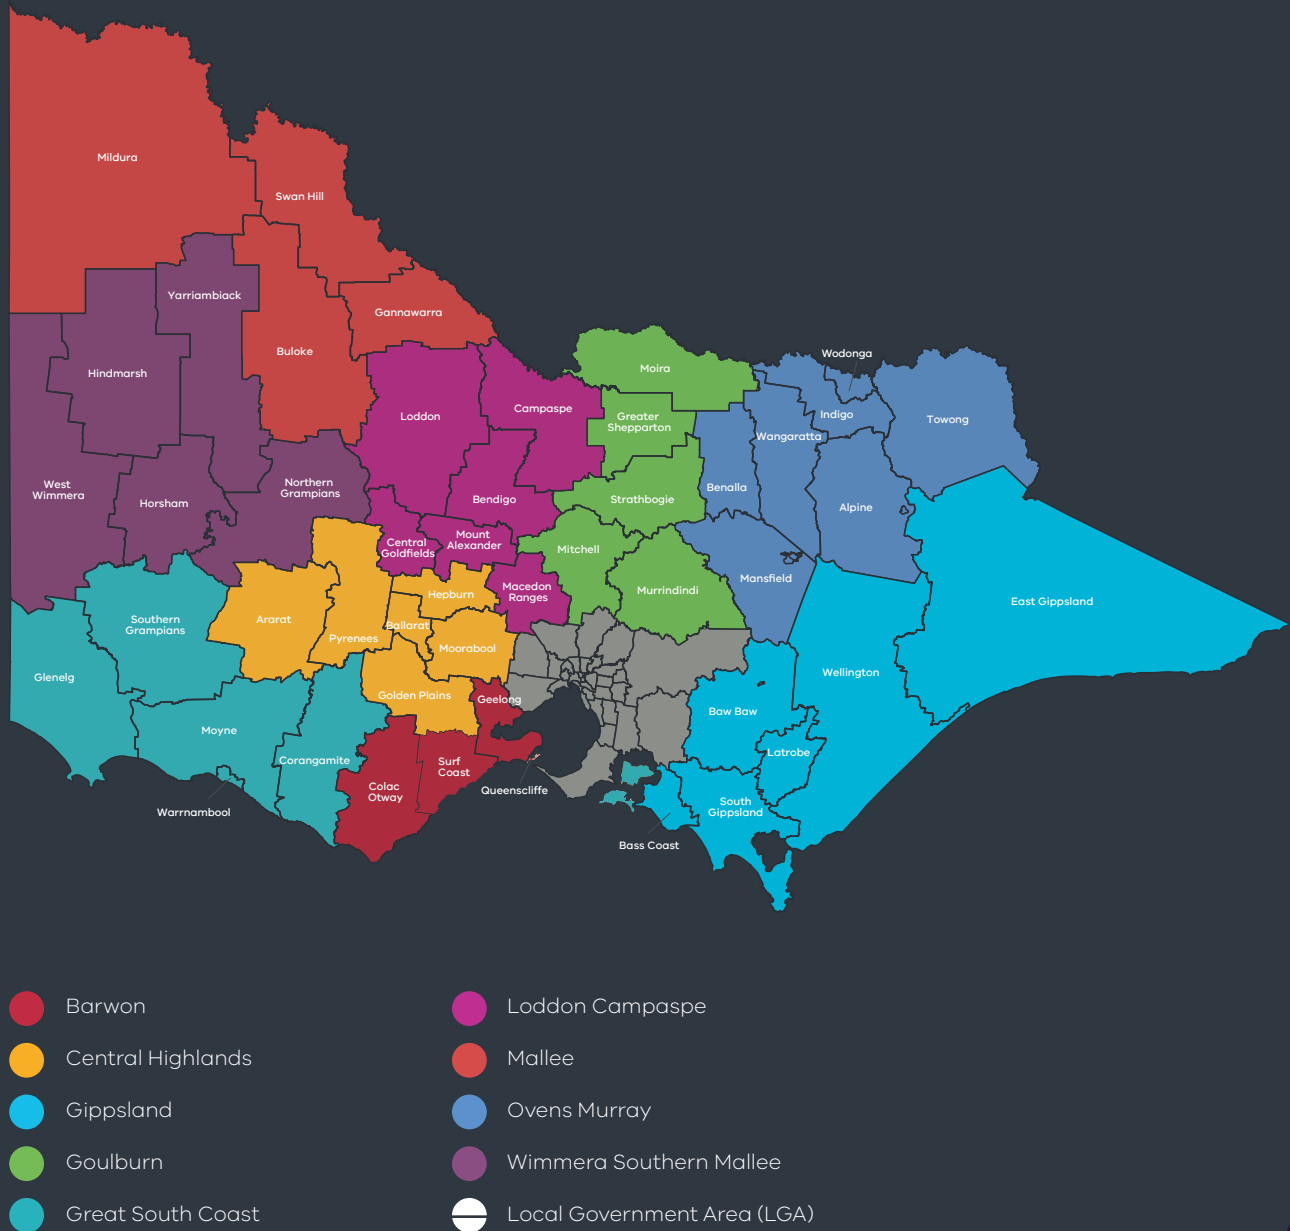 Mildura
Swan Hill
Yarriambiack
Gannawarra
Buloke
Wodonga
Moira
Hindmarsh
Campaspe
Loddon
Greater
Shepparton
Indigo
Towong
Wangaratta
West
Wimmera
Northern
Grampians
Horsham
Bendigo
Strathbogie
Benalla
Alpine
Central
Goldfields
Mount
Alexander
Mitchell
Mansfield
Macedon
Ranges
Murrindindi
Hepburn
East Gippsland
Southern
Grampians
Ararat
Ballarat
Pyrenees
Moorabool
Glenelg
Wellington
Golden Plains
Geelong
Baw Baw
Moyne
Latrobe
Corangamite
Surf
Coast
Colac
Otway
Queenscliffe
South
Gippsland
Warrnambool
Bass Coast
Barwon
Loddon Campaspe
Central Highlands
Mallee
Gippsland
Ovens Murray
Goulburn
Wimmera Southern Mallee
Great South Coast
Local Government Area (LGA)